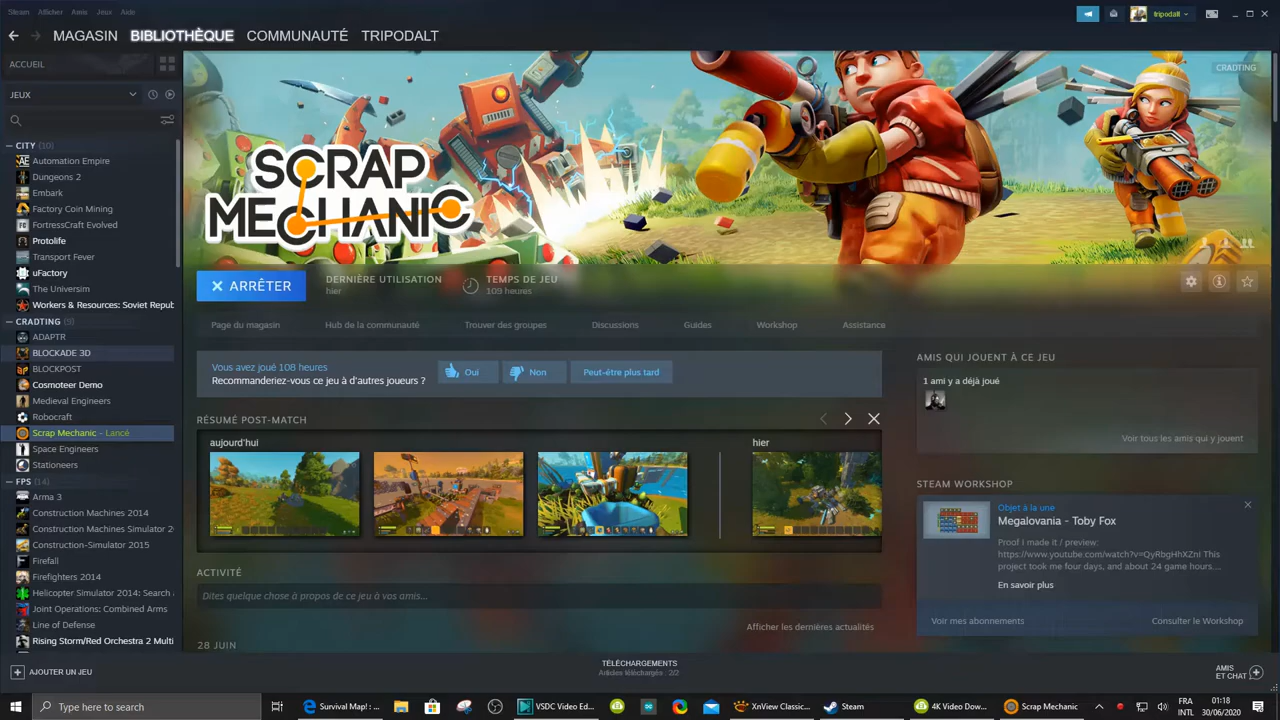 Steam Afficher Amis Jeux Aide
tripodalt
MAGASIN BIBLIOTHÈQUE COMMUNAUTÉ TRIPODALT
ACCUEIL
JEUX
CITY (10)
Automation Empire
Dungeons 2
Embark
Factory Coin Mining
FortressCraft Evolved
Protolife
Transport Fever
uFactory
The Universim
Workers & Resources: Soviet Repub
CRADTING (9)
ADAPTR
BLOCKADE 3D
BLOCKPOST
Cosmoteer Demo
Medieval Engineers
Robocraft
Scrap Mechanic - Lancé
Space Engineers
Stationeers
FPS (14)
Arma 3
Construction Machines 2014
Construction Machines Simulator 2
Construction-Simulator 2015
Firefall
Firefighters 2014
Helicopter Simulator 2014: Search
Joint Operations: Combined Arms
Line of Defense
Rising Storm/Red Orchestra 2 Multi
AJOUTER UN JEU
CRADTING
SCRAP
MECHANIC
ARRÊTER
DERNIÈRE UTILISATION
hier
TEMPS DE JEU
109 heures
Page du magasin Hub de la communauté Trouver des groupes Discussions Guides Workshop Assistance
Vous avez joué 108 heures
Recommanderiez-vous ce jeu à d'autres joueurs ?
Oui Non Peut-être plus tard
RÉSUMÉ POST-MATCH
aujourd'hui hier
ACTIVITÉ
Dites quelque chose à propos de ce jeu à vos amis...
Afficher les dernières actualités
28 JUIN
AMIS QUI JOUENT À CE JEU
1 ami y a déjà joué
Voir tous les amis qui y jouent
STEAM WORKSHOP
Objet à la une
Megalovania - Toby Fox
Proof I made it / preview:
https://www.youtube.com/watch?v=QyRbgHhXZnI This
project took me four days, and about 24 game hours,...
En savoir plus
Voir mes abonnements Consulter le Workshop
TÉLÉCHARGEMENTS
Articles téléchargés : 2/2
AMIS
ET CHAT
Type here to search
Survival Map! : ...
VSDC Video Ed...
XnView Classic...
Steam
4K Video Dow...
Scrap Mechanic
FRA
INTL
01:18
30/06/2020